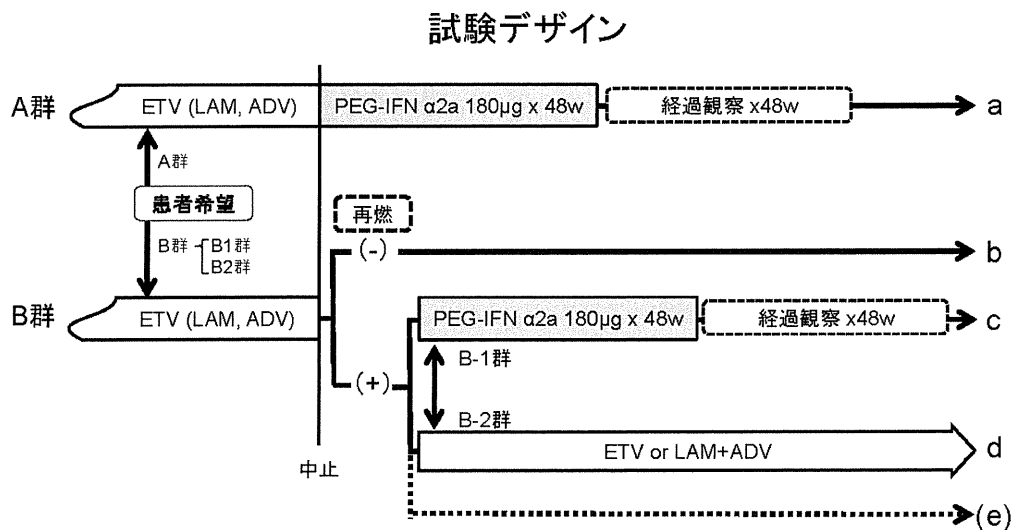 試験デザイン
A群
ETV (LAM, ADV)
PEG-IFN α2a 180μg x 48w
経過観察 x48w
a
A群
患者希望
B群
B1群
B2群
再燃
(-)
b
B群
ETV (LAM, ADV)
PEG-IFN α2a 180μg x 48w
経過観察 x48w
c
B-1群
(+)
B-2群
ETV or LAM+ADV
d
中止
(e)